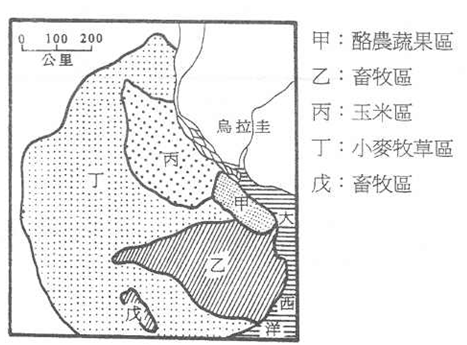 0 100 200
公里
烏拉圭
丙
丁
甲
大
乙
西
戊
洋
甲：酪農蔬果區
乙：畜牧區
丙：玉米區
丁：小麥牧草區
戊：畜牧區